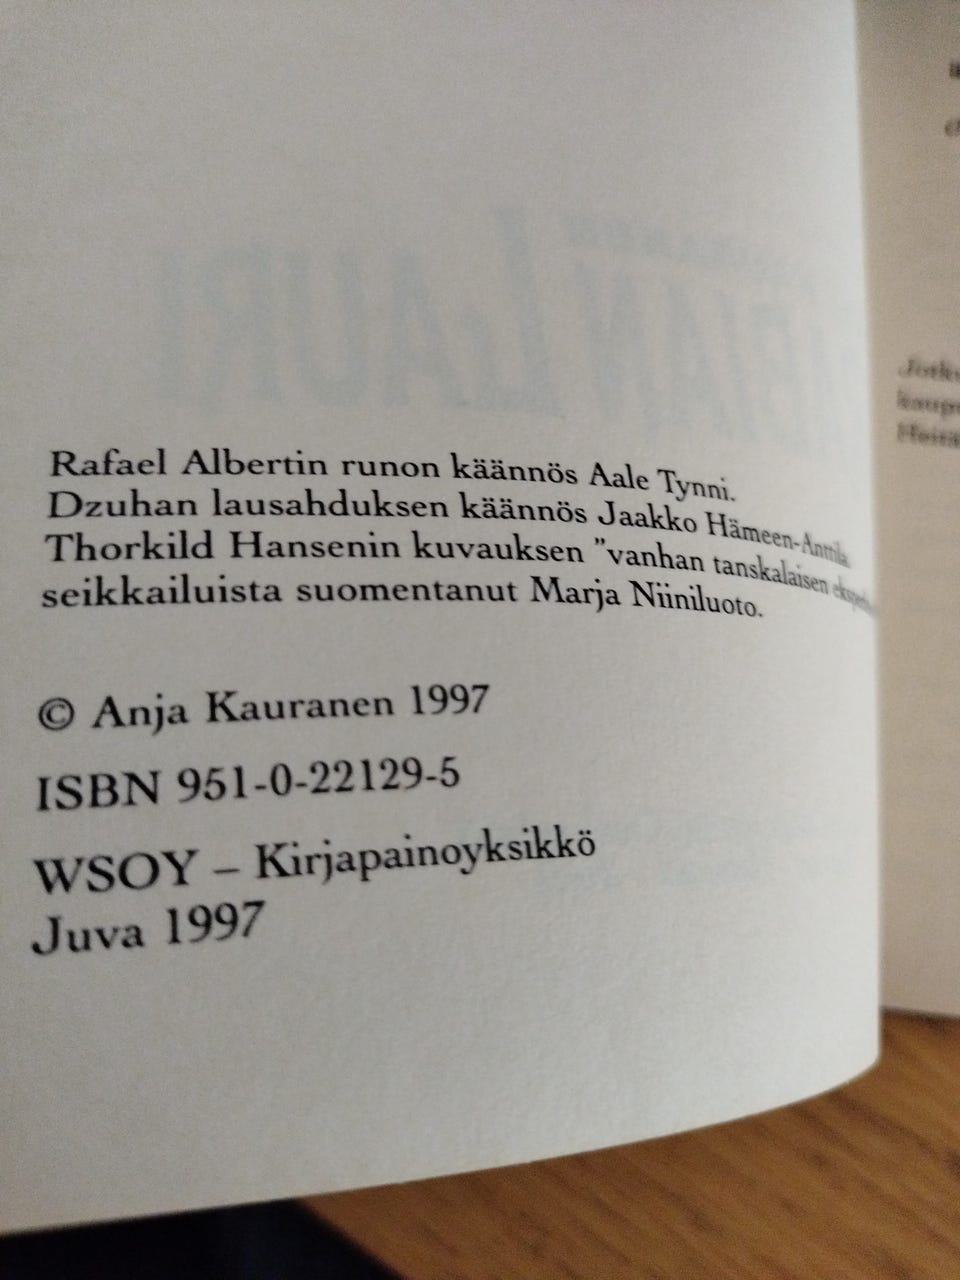 Rafael Albertin runon käännös Aale Tynni.
Dzuhan lausahduksen käännös Jaakko Hämeen-Anttila.
Thorkild Hansenin kuvauksen "vanhan tanskalaisen
seikkailuista suomentanut Marja Niiniluoto.
© Anja Kauranen 1997
ISBN 951-0-22129-5
WSOY – Kirjapainoyksikkö
Juva 1997